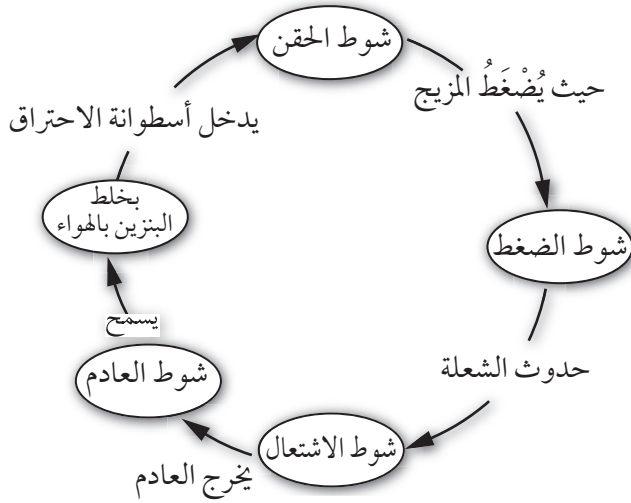 شوط الحقن
حيث يُضْغَطُ المزيج
شوط الضغط
حدوث الشعلة
شوط الاشتعال
يخرج العادم
شوط العادم
يسمح
بخلط
البنزين بالهواء
يدخل أسطوانة الاحتراق